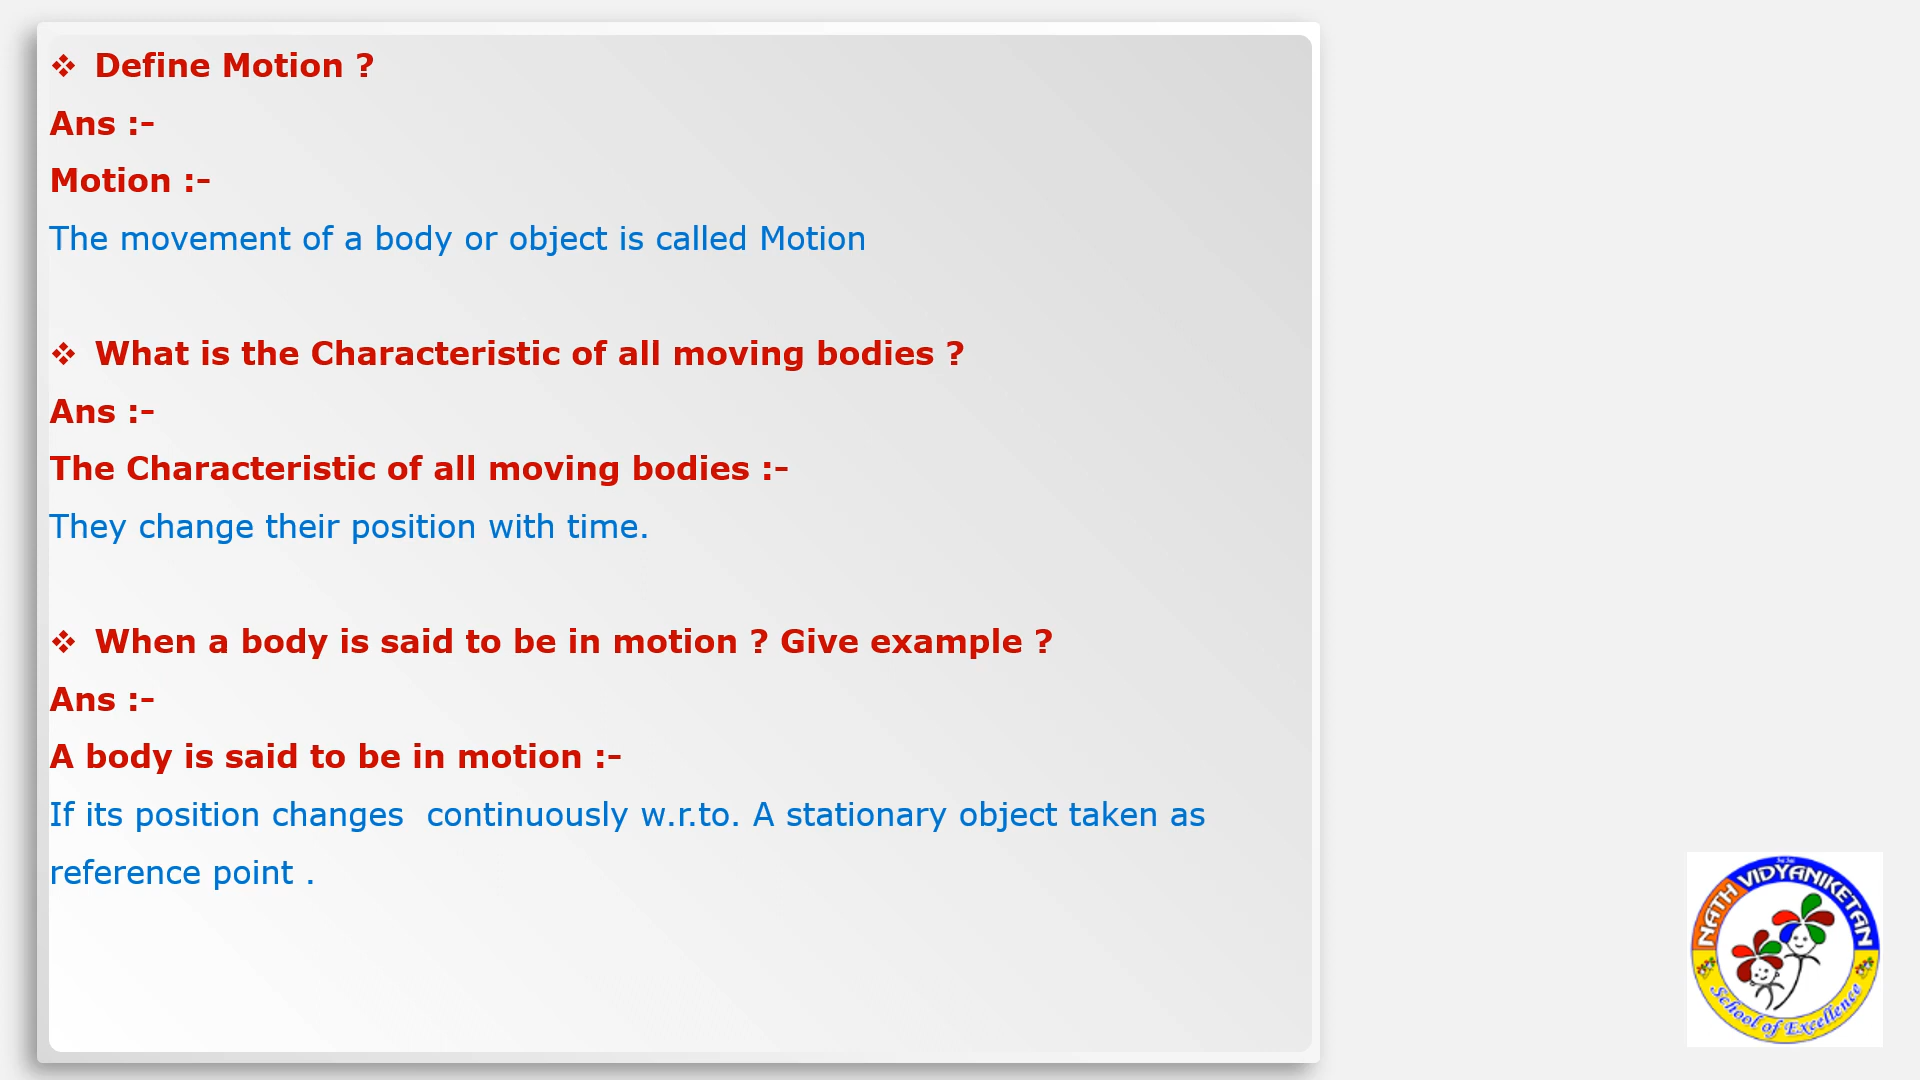 ❖ Define Motion ?
Ans :–
Motion :–
The movement of a body or object is called Motion
❖ What is the Characteristic of all moving bodies ?
Ans :–
The Characteristic of all moving bodies :–
They change their position with time.
❖ When a body is said to be in motion ? Give example ?
Ans :–
A body is said to be in motion :–
If its position changes  continuously w.r.to. A stationary object taken as
reference point .
NATH VIDYANIKETAN
School of Excellence